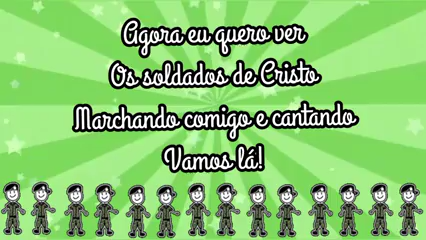 Agora eu quero ver
Os soldados de Cristo
Marchando comigo e cantando
Vamos lá!